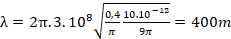 λ = 2π.3.10⁸ √(0,4/π · 10.10⁻¹²/9π) = 400m